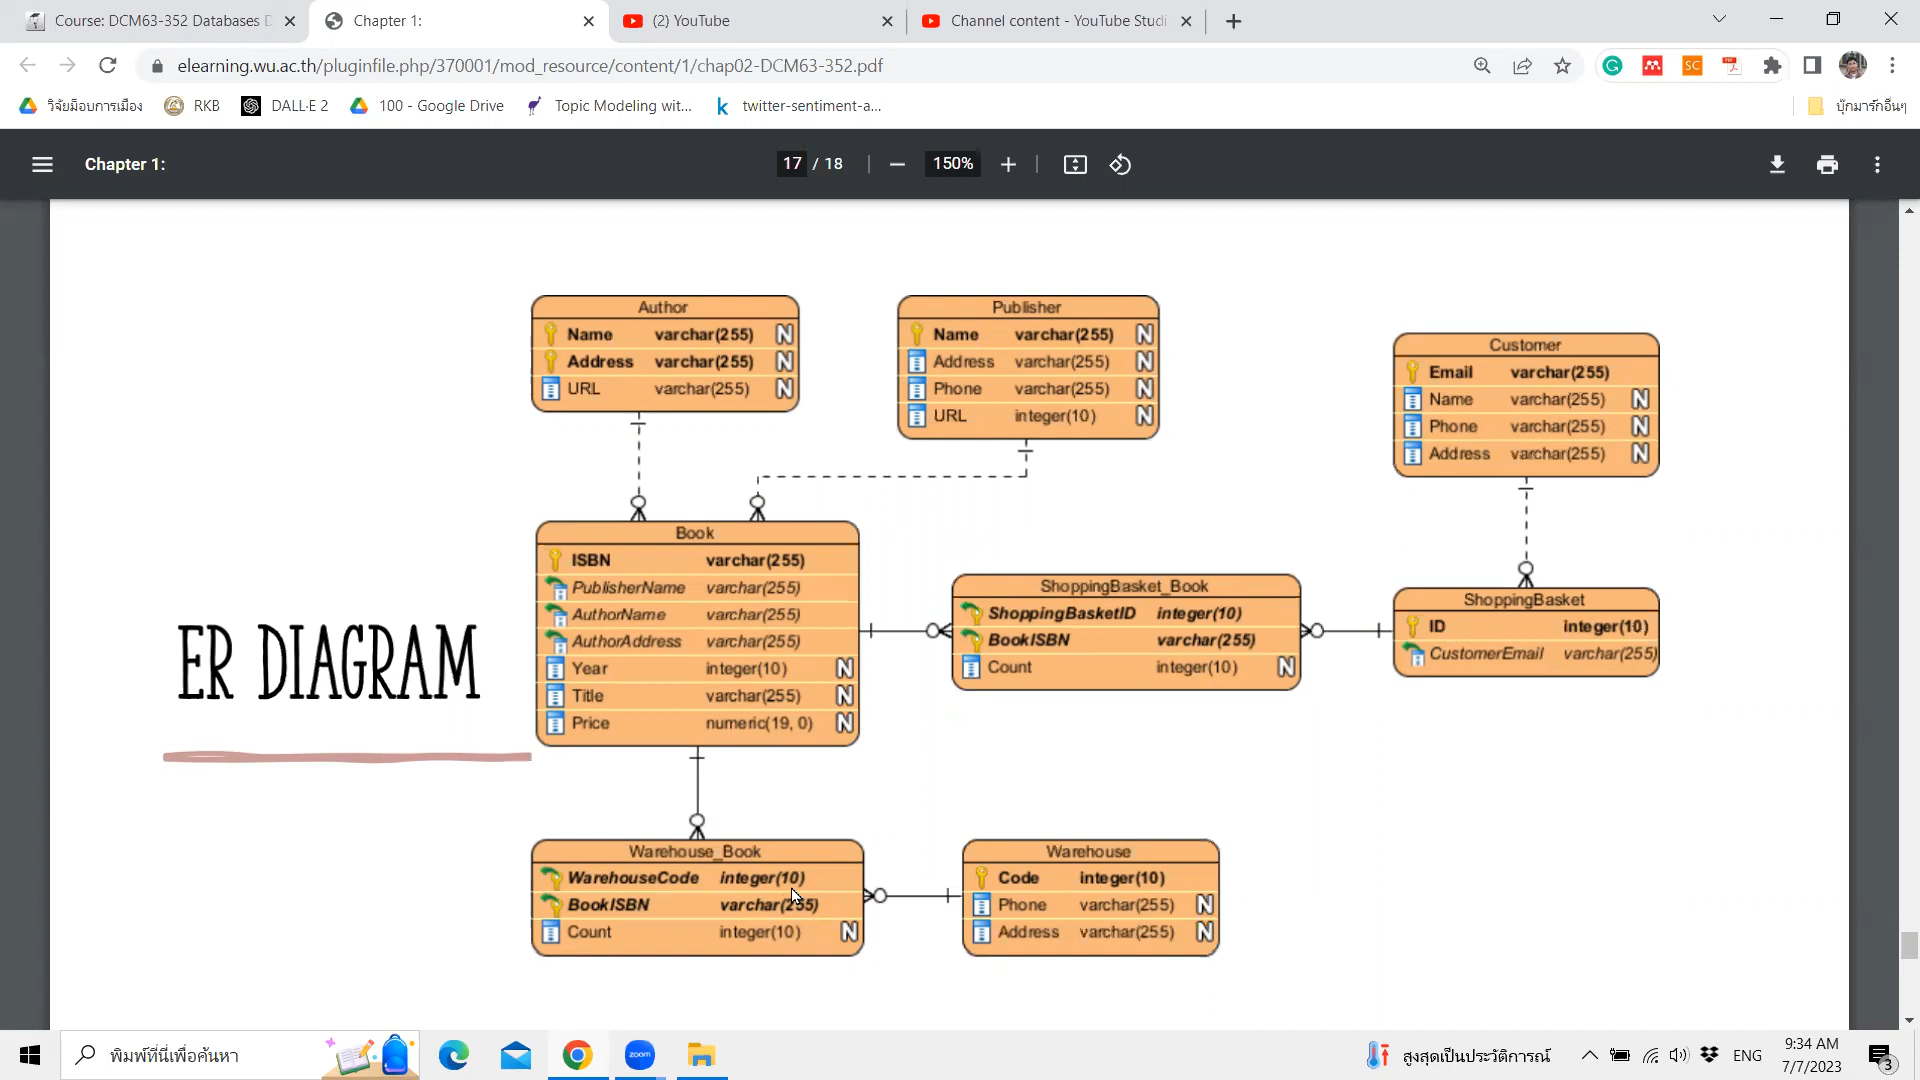 Course: DCM63-352 Databases D
Chapter 1:
(2) YouTube
Channel content - YouTube Studi
elearning.wu.ac.th/pluginfile.php/370001/mod_resource/content/1/chap02-DCM63-352.pdf
วิจัยม็อบการเมือง
RKB
DALL·E 2
100 - Google Drive
Topic Modeling wit...
twitter-sentiment-a...
บุ๊กมาร์กอื่นๆ
Chapter 1:
17 / 18
150%
ER DIAGRAM
Author
Name varchar(255) N
Address varchar(255) N
URL varchar(255) N
Publisher
Name varchar(255) N
Address varchar(255) N
Phone varchar(255) N
URL integer(10) N
Customer
Email varchar(255)
Name varchar(255) N
Phone varchar(255) N
Address varchar(255) N
Book
ISBN varchar(255)
PublisherName varchar(255)
AuthorName varchar(255)
AuthorAddress varchar(255)
Year integer(10) N
Title varchar(255) N
Price numeric(19, 0) N
ShoppingBasket_Book
ShoppingBasketID integer(10)
BookISBN varchar(255)
Count integer(10) N
ShoppingBasket
ID integer(10)
CustomerEmail varchar(255)
Warehouse_Book
WarehouseCode integer(10)
BookISBN varchar(255)
Count integer(10) N
Warehouse
Code integer(10)
Phone varchar(255) N
Address varchar(255) N
พิมพ์ที่นี่เพื่อค้นหา
zoom
สูงสุดเป็นประวัติการณ์
ENG
9:34 AM
7/7/2023
3